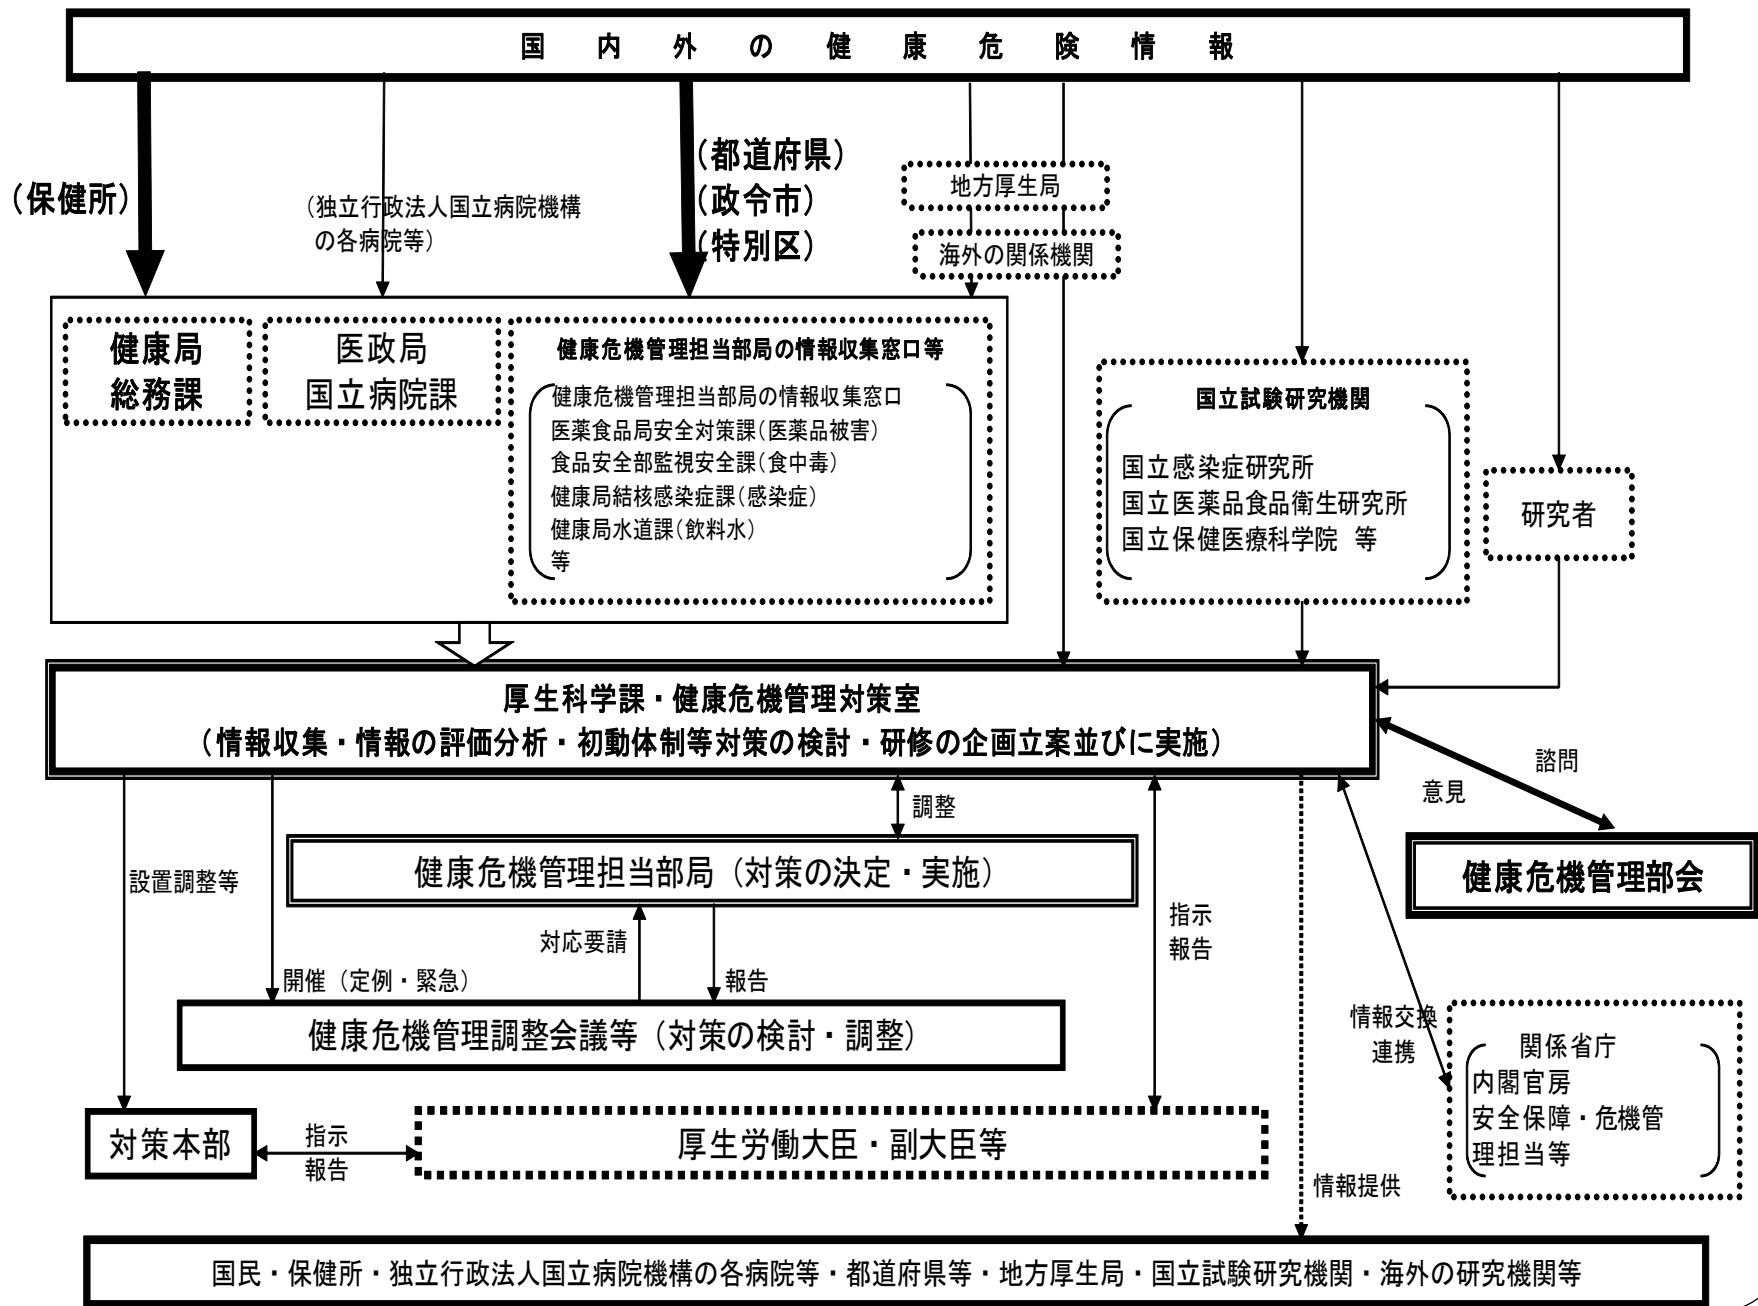 国内外の健康危険情報
（保健所）
（独立行政法人国立病院機構
の各病院等）
（都道府県）
（政令市）
（特別区）
地方厚生局
海外の関係機関
健康局
総務課
医政局
国立病院課
健康危機管理担当部局の情報収集窓口等
健康危機管理担当部局の情報収集窓口
医薬食品局安全対策課（医薬品被害）
食品安全部監視安全課（食中毒）
健康局結核感染症課（感染症）
健康局水道課（飲料水）
等
国立試験研究機関
国立感染症研究所
国立医薬品食品衛生研究所
国立保健医療科学院　等
研究者
厚生科学課・健康危機管理対策室
（情報収集・情報の評価分析・初動体制等対策の検討・研修の企画立案並びに実施）
諮問
意見
調整
健康危機管理部会
健康危機管理担当部局（対策の決定・実施）
設置調整等
指示
報告
対応要請
報告
開催（定例・緊急）
健康危機管理調整会議等（対策の検討・調整）
情報交換
連携
関係省庁
内閣官房
安全保障・危機管
理担当等
対策本部
指示
報告
厚生労働大臣・副大臣等
情報提供
国民・保健所・独立行政法人国立病院機構の各病院等・都道府県等・地方厚生局・国立試験研究機関・海外の研究機関等